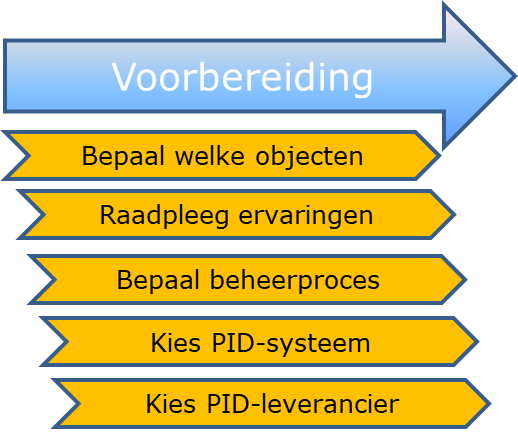 Voorbereiding
Bepaal welke objecten
Raadpleeg ervaringen
Bepaal beheerproces
Kies PID-systeem
Kies PID-leverancier